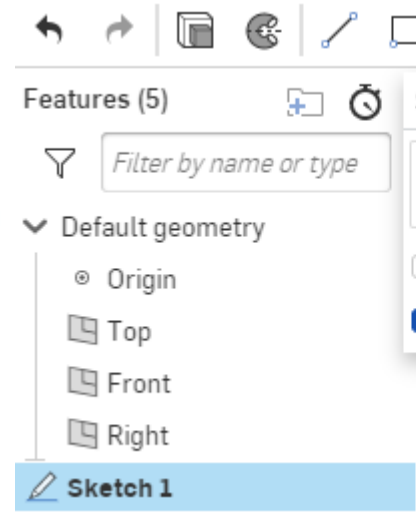 Features (5)
Filter by name or type
Default geometry
Origin
Top
Front
Right
Sketch 1